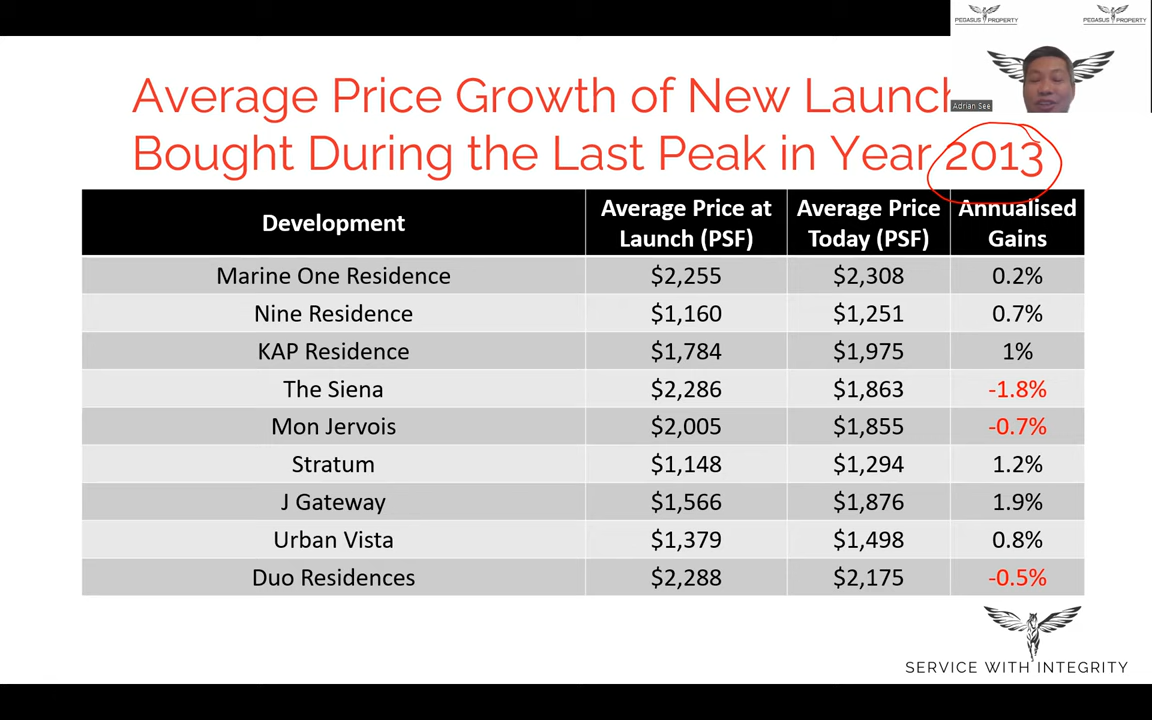 PEGASUS PROPERTY PEGASUS PROPERTY
Adrian See
Average Price Growth of New Launch
Bought During the Last Peak in Year 2013
Development Average Price at Launch (PSF) Average Price Today (PSF) Annualised Gains
Marine One Residence $2,255 $2,308 0.2%
Nine Residence $1,160 $1,251 0.7%
KAP Residence $1,784 $1,975 1%
The Siena $2,286 $1,863 -1.8%
Mon Jervois $2,005 $1,855 -0.7%
Stratum $1,148 $1,294 1.2%
J Gateway $1,566 $1,876 1.9%
Urban Vista $1,379 $1,498 0.8%
Duo Residences $2,288 $2,175 -0.5%
SERVICE WITH INTEGRITY